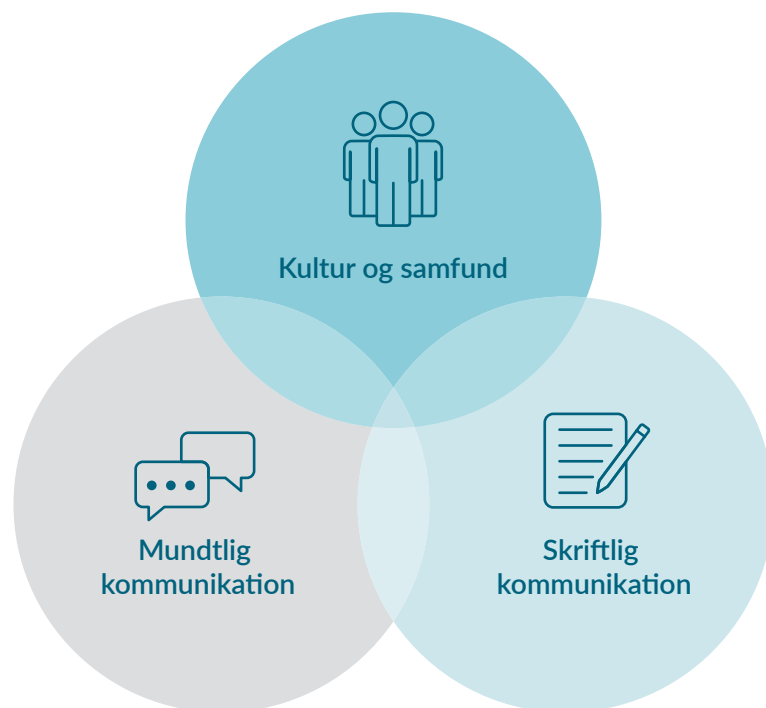 Kultur og samfund
Mundtlig
kommunikation
Skriftlig
kommunikation